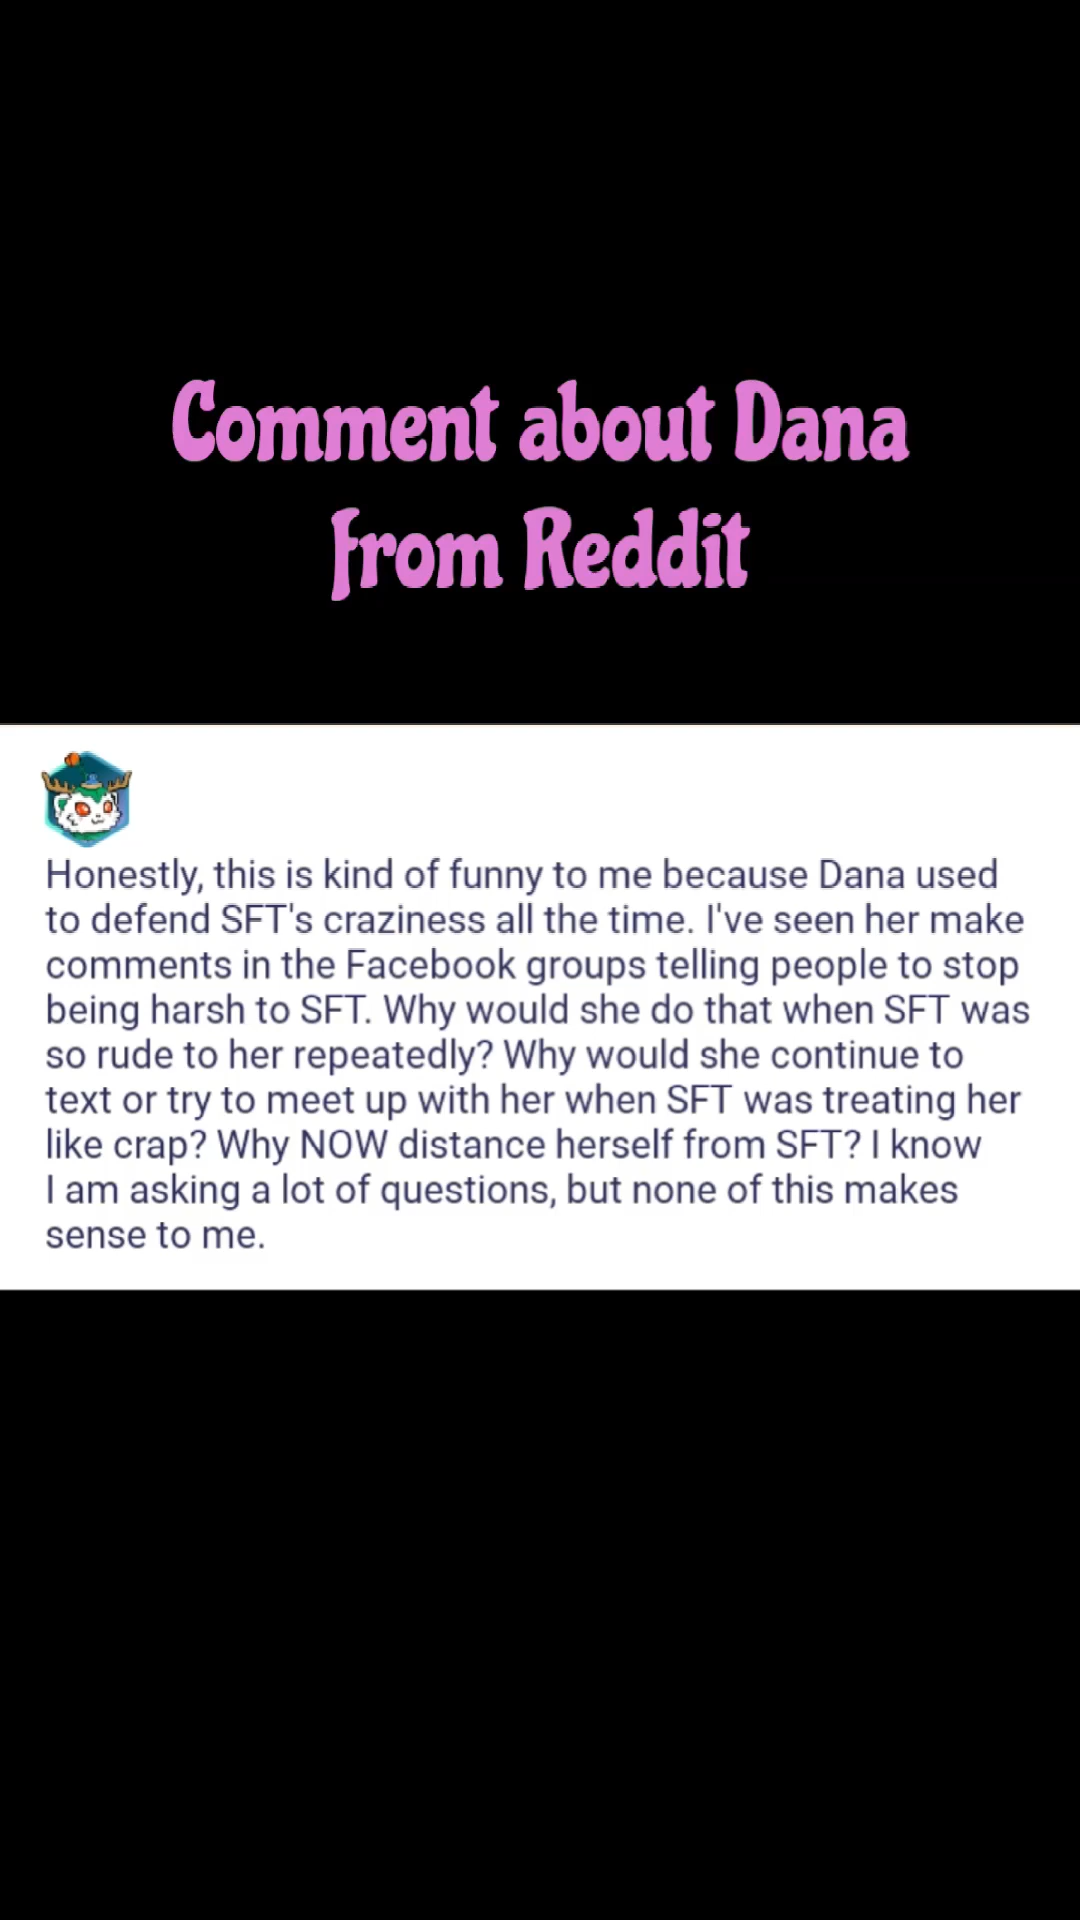 Comment about Dana
from Reddit
Honestly, this is kind of funny to me because Dana used
to defend SFT's craziness all the time. I've seen her make
comments in the Facebook groups telling people to stop
being harsh to SFT. Why would she do that when SFT was
so rude to her repeatedly? Why would she continue to
text or try to meet up with her when SFT was treating her
like crap? Why NOW distance herself from SFT? I know
I am asking a lot of questions, but none of this makes
sense to me.